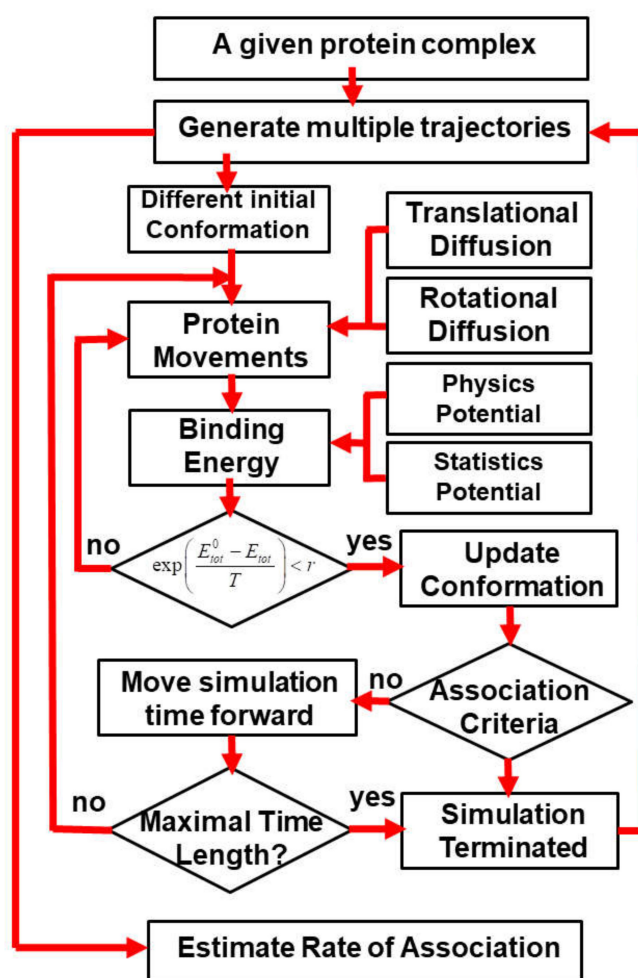 A given protein complex
Generate multiple trajectories
Different initial
Conformation
Translational
Diffusion
Rotational
Diffusion
Protein
Movements
Physics
Potential
Binding
Energy
Statistics
Potential
no
exp(（E⁰tot − Etot)/T) < r
yes
Update
Conformation
Move simulation
time forward
no
Association
Criteria
no
Maximal Time
Length?
yes
Simulation
Terminated
Estimate Rate of Association